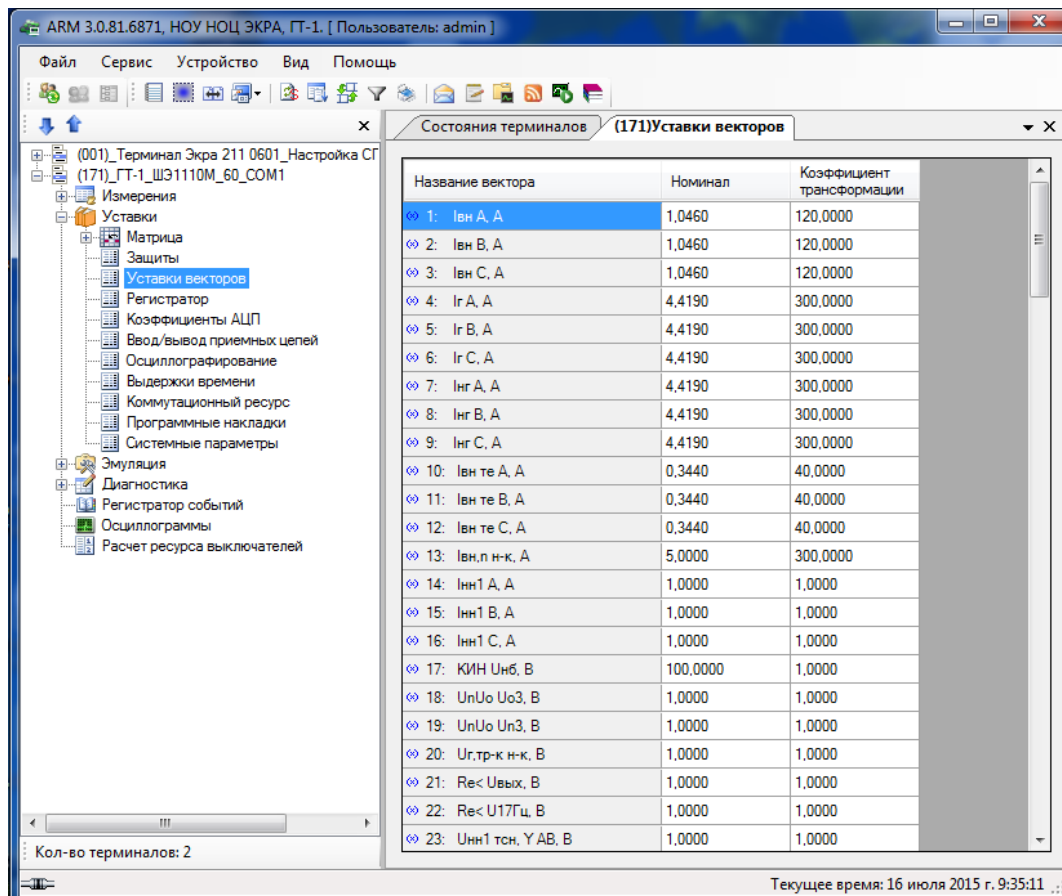 ARM 3.0.81.6871, НОУ НОЦ ЭКРА, ГТ-1. [ Пользователь: admin ]
Файл Сервис Устройство Вид Помощь
Состояния терминалов (171)Уставки векторов
(001)_Терминал Экра 211 0601_Настройка СГ
(171)_ГТ-1_ШЭ1110М_60_COM1
Измерения
Уставки
Матрица
Защиты
Уставки векторов
Регистратор
Коэффициенты АЦП
Ввод/вывод приемных цепей
Осциллографирование
Выдержки времени
Коммутационный ресурс
Программные накладки
Системные параметры
Эмуляция
Диагностика
Регистратор событий
Осциллограммы
Расчет ресурса выключателей
Кол-во терминалов: 2
Название вектора Номинал Коэффициент трансформации
1: Iвн A, А 1,0460 120,0000
2: Iвн B, А 1,0460 120,0000
3: Iвн C, А 1,0460 120,0000
4: Iг A, А 4,4190 300,0000
5: Iг B, А 4,4190 300,0000
6: Iг C, А 4,4190 300,0000
7: Iнг A, А 4,4190 300,0000
8: Iнг B, А 4,4190 300,0000
9: Iнг C, А 4,4190 300,0000
10: Iвн те A, А 0,3440 40,0000
11: Iвн те B, А 0,3440 40,0000
12: Iвн те C, А 0,3440 40,0000
13: Iвн,n н-к, А 5,0000 300,0000
14: Iнн1 A, А 1,0000 1,0000
15: Iнн1 B, А 1,0000 1,0000
16: Iнн1 C, А 1,0000 1,0000
17: КИН Uнб, В 100,0000 1,0000
18: UnUo Uo3, В 1,0000 1,0000
19: UnUo Un3, В 1,0000 1,0000
20: Uг,тр-к н-к, В 1,0000 1,0000
21: Re< Uвых, В 1,0000 1,0000
22: Re< U17Гц, В 1,0000 1,0000
23: Uнн1 тсн, Y AB, В 1,0000 1,0000
Текущее время: 16 июля 2015 г. 9:35:11